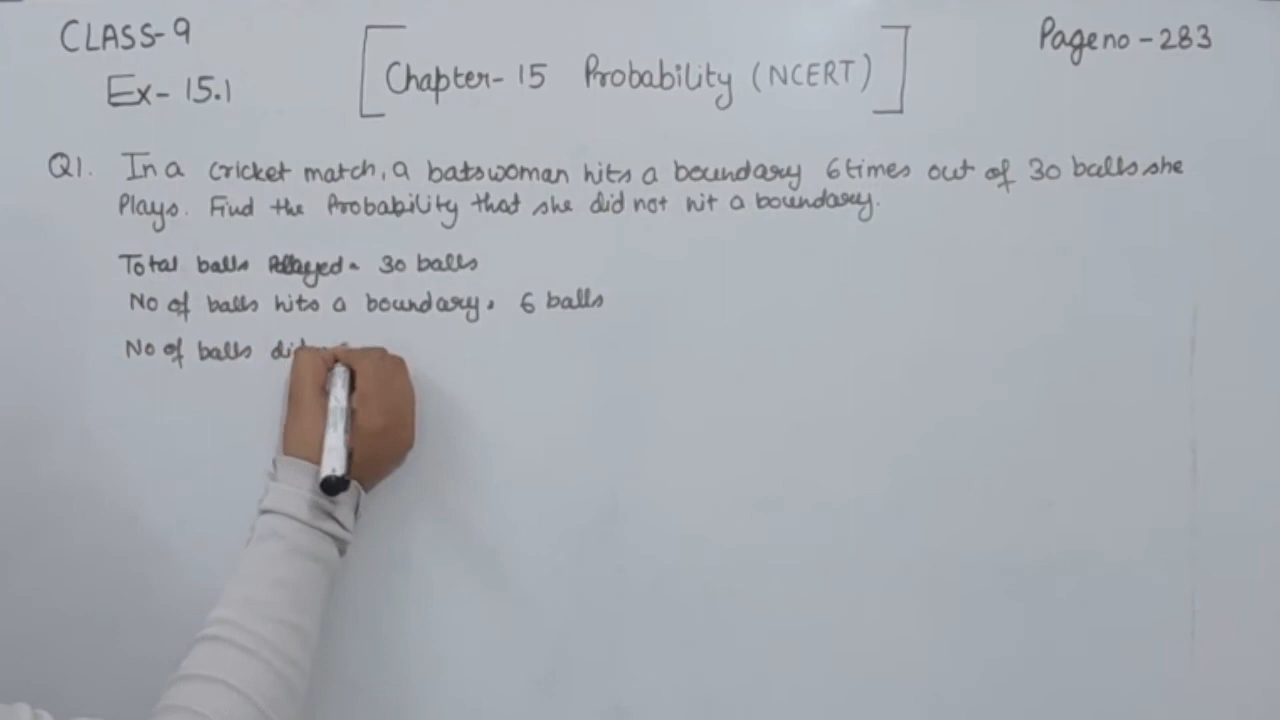 CLASS-9
Ex- 15.1
Chapter- 15 Probability (NCERT)
Page no - 283
Q1. In a cricket match, a batswoman hits a boundary 6 times out of 30 balls she
Plays. Find the Probability that she did not hit a boundary.
Total balls Played = 30 balls
No of balls hits a boundary = 6 balls
No of balls did